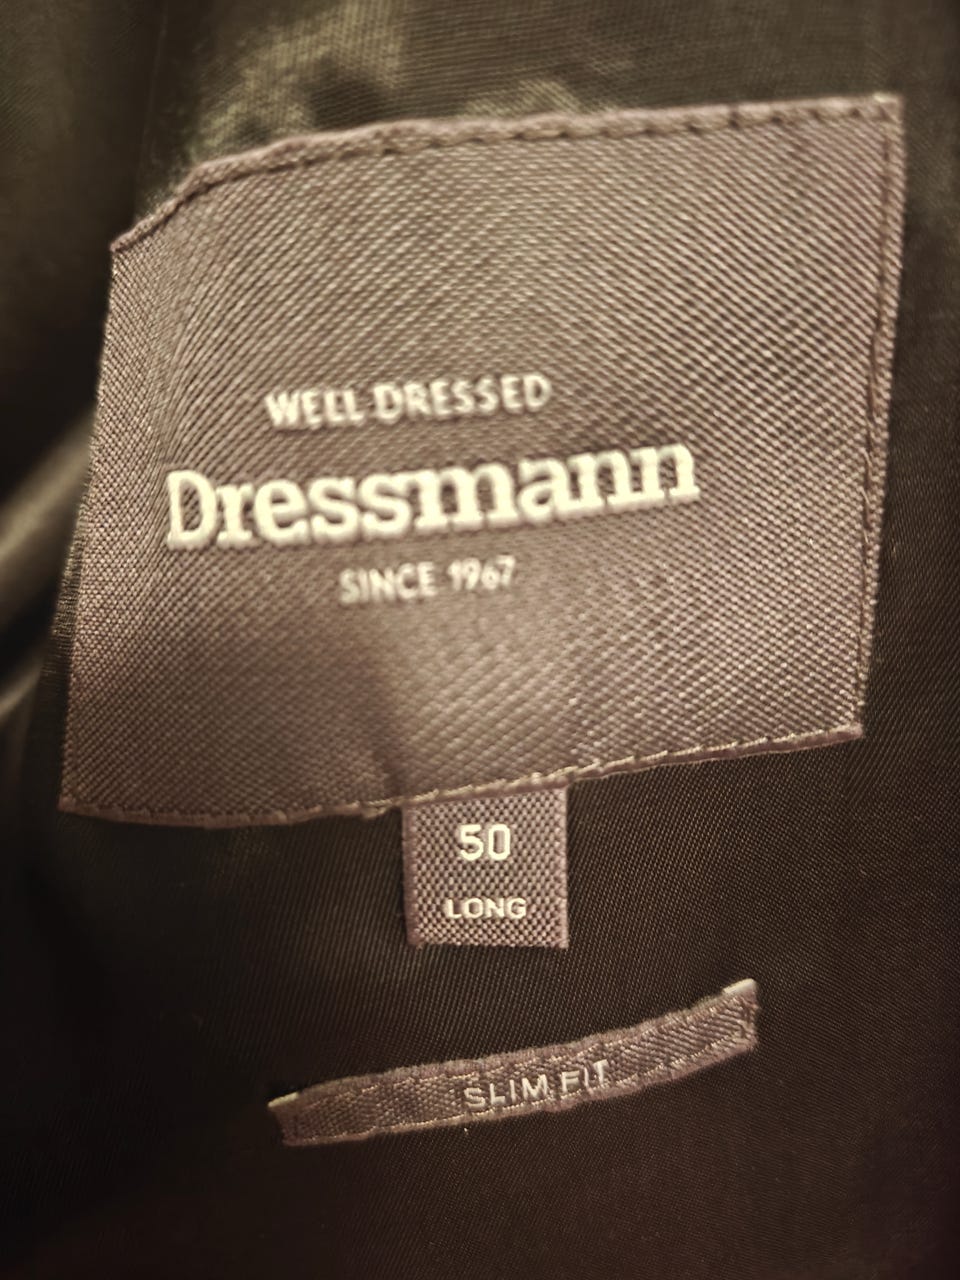 WELL DRESSED
Dressmann
SINCE 1967
50
LONG
SLIM FIT